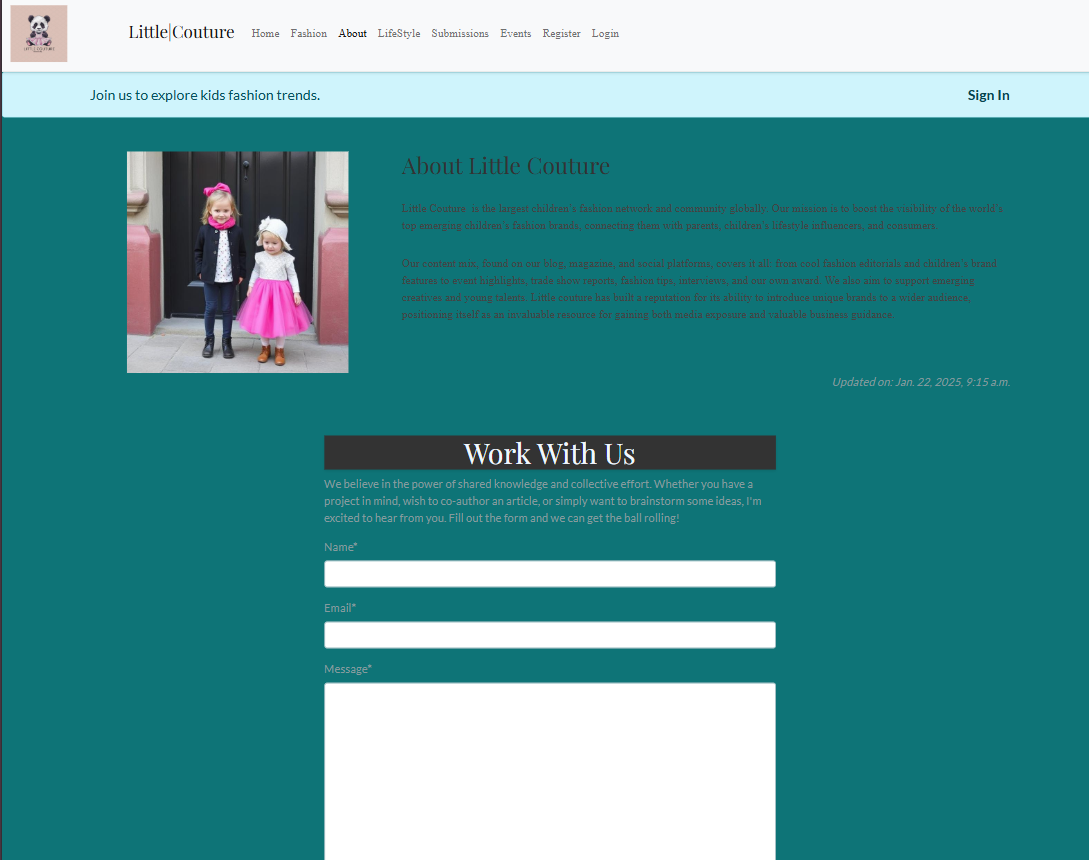 LITTLE COUTURE
Little|Couture
Home Fashion About LifeStyle Submissions Events Register Login
Join us to explore kids fashion trends.
Sign In
About Little Couture
Little Couture is the largest children's fashion network and community globally. Our mission is to boost the visibility of the world's
top emerging children's fashion brands, connecting them with parents, children's lifestyle influencers, and consumers.
Our content mix, found on our blog, magazine, and social platforms, covers it all: from cool fashion editorials and children's brand
features to event highlights, trade show reports, fashion tips, interviews, and our own award. We also aim to support emerging
creatives and young talents. Little couture has built a reputation for its ability to introduce unique brands to a wider audience,
positioning itself as an invaluable resource for gaining both media exposure and valuable business guidance.
Updated on: Jan. 22, 2025, 9:15 a.m.
Work With Us
We believe in the power of shared knowledge and collective effort. Whether you have a
project in mind, wish to co-author an article, or simply want to brainstorm some ideas, I'm
excited to hear from you. Fill out the form and we can get the ball rolling!
Name*
Email*
Message*